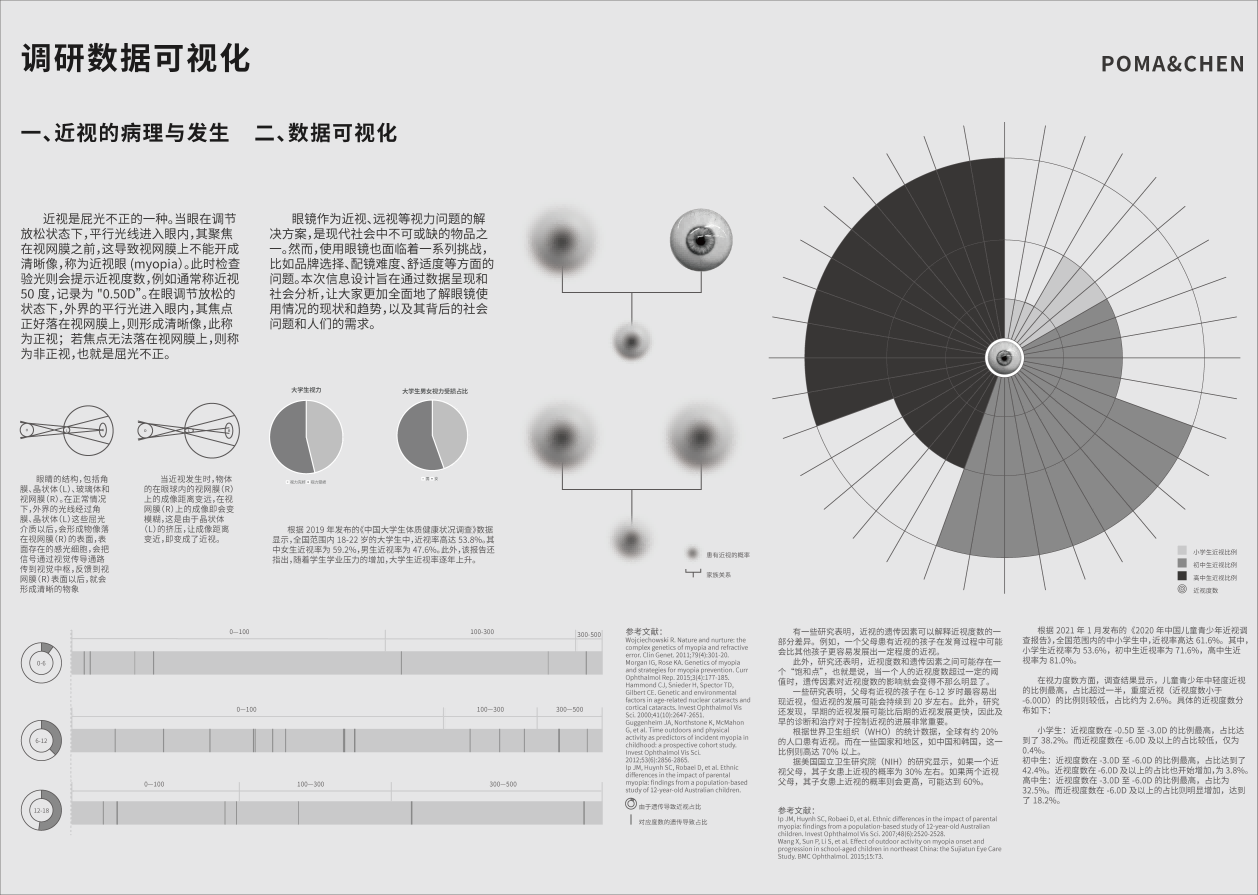 调研数据可视化
POMA&CHEN
一、近视的病理与发生
二、数据可视化
近视是屈光不正的一种。当眼在调节
放松状态下，平行光线进入眼内，其聚焦
在视网膜之前，这导致视网膜上不能开成
清晰像，称为近视眼 (myopia)。此时检查
验光则会提示近视度数，例如通常称近视
50 度，记录为 "0.50D”。在眼调节放松的
状态下，外界的平行光进入眼内，其焦点
正好落在视网膜上，则形成清晰像，此称
为正视；若焦点无法落在视网膜上，则称
为非正视，也就是屈光不正。
眼镜作为近视、远视等视力问题的解
决方案，是现代社会中不可或缺的物品之
一。然而，使用眼镜也面临着一系列挑战，
比如品牌选择、配镜难度、舒适度等方面的
问题。本次信息设计旨在通过数据呈现和
社会分析，让大家更加全面地了解眼镜使
用情况的现状和趋势，以及其背后的社会
问题和人们的需求。
眼睛的结构，包括角
膜、晶状体（L）、玻璃体和
视网膜（R），在正常情况
下，外界的光线经过角
膜、晶状体（L）这些屈光
介质以后，会形成物像落
在视网膜（R）的表面，表
面存在的感光细胞，会把
信号通过视觉传导通路
传到视觉中枢，反馈到视
网膜（R）表面以后，就会
形成清晰的物象
当近视发生时，物体
的在眼球内的视网膜（R）
上的成像距离变远，在视
网膜（R）上的成像即会变
模糊，这是由于晶状体
（L）的挤压，让成像距离
变近，即变成了近视。
大学生视力
大学生男女视力受损占比
根据 2019 年发布的《中国大学生体质健康状况调查》数据
显示，全国范围内 18-22 岁的大学生中，近视率高达 53.8%，其
中女生近视率为 59.2%，男生近视率为 47.6%。此外，该报告还
指出，随着学生学业压力的增加，大学生近视率逐年上升。
患有近视的概率
家族关系
小学生近视比例
初中生近视比例
高中生近视比例
近视度数
0-6
0—100
100-300
300-500
6-12
0—100
100—300
300—500
12-18
0—100
100—300
300—500
参考文献：
Wojciechowski R. Nature and nurture: the
complex genetics of myopia and refractive
error. Clin Genet. 2011;79(4):301-20.
Morgan IG, Rose KA. Genetics of myopia
and strategies for myopia prevention. Curr
Ophthalmol Rep. 2015;3(4):177-185.
Hammond CJ, Snieder H, Spector TD,
Gilbert CE. Genetic and environmental
factors in age-related nuclear cataracts and
cortical cataracts. Invest Ophthalmol Vis
Sci. 2000;41(10):2647-2651.
Guggenheim JA, Northstone K, McMahon
G, et al. Time outdoors and physical
activity as predictors of incident myopia in
childhood: a prospective cohort study.
Invest Ophthalmol Vis Sci.
2012;53(6):2856-2865.
Ip JM, Huynh SC, Robaei D, et al. Ethnic
differences in the impact of parental
myopia: findings from a population-based
study of 12-year-old Australian children.
由于遗传导致近视占比
对应度数的遗传导致占比
有一些研究表明，近视的遗传因素可以解释近视度数的一
部分差异。例如，一个父母患有近视的孩子在发育过程中可能
会比其他孩子更容易发展出一定程度的近视。
此外，研究还表明，近视度数和遗传因素之间可能存在一
个“饱和点”，也就是说，当一个人的近视度数超过一定的阈
值时，遗传因素对近视度数的影响就会变得不那么明显了。
一些研究表明，父母有近视的孩子在 6-12 岁时最容易出
现近视，但近视的发展可能会持续到 20 岁左右。此外，研究
还发现，早期的近视发展可能比后期的近视发展更快，因此及
早的诊断和治疗对于控制近视的进展非常重要。
根据世界卫生组织（WHO）的统计数据，全球有约 20%
的人口患有近视。而在一些国家和地区，如中国和韩国，这一
比例则高达 70% 以上。
据美国国立卫生研究院（NIH）的研究显示，如果一个近
视父母，其子女患上近视的概率为 30% 左右。如果两个近视
父母，其子女患上近视的概率则会更高，可能达到 60%。
参考文献：
Ip JM, Huynh SC, Robaei D, et al. Ethnic differences in the impact of parental
myopia: findings from a population-based study of 12-year-old Australian
children. Invest Ophthalmol Vis Sci. 2007;48(6):2520-2528.
Wang X, Sun P, Li S, et al. Effect of outdoor activity on myopia onset and
progression in school-aged children in northeast China: the Sujiatun Eye Care
Study. BMC Ophthalmol. 2015;15:73.
根据 2021 年 1 月发布的《2020 年中国儿童青少年近视调
查报告》，全国范围内的中小学生中，近视率高达 61.6%。其中，
小学生近视率为 53.6%，初中生近视率为 71.6%，高中生近
视率为 81.0%。
在视力度数方面，调查结果显示，儿童青少年中轻度近视
的比例最高，占比超过一半，重度近视（近视度数小于
-6.00D）的比例则较低，占比约为 2.6%。具体的近视度数分
布如下：
小学生：近视度数在 -0.5D 至 -3.0D 的比例最高，占比达
到了 38.2%。而近视度数在 -6.0D 及以上的占比较低，仅为
0.4%。
初中生：近视度数在 -3.0D 至 -6.0D 的比例最高，占比达到了
42.4%。近视度数在 -6.0D 及以上的占比也开始增加，为 3.8%。
高中生：近视度数在 -3.0D 至 -6.0D 的比例最高，占比为
32.5%。而近视度数在 -6.0D 及以上的占比则明显增加，达到
了 18.2%。